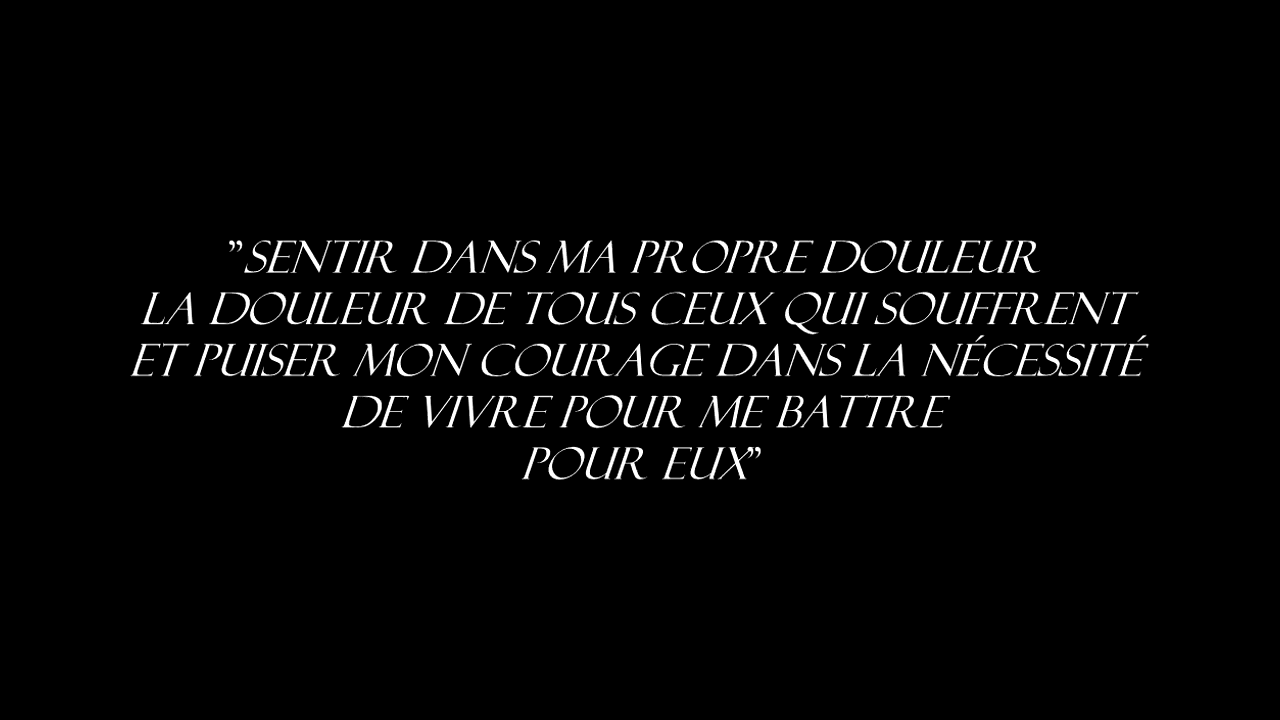 ”SENTIR DANS MA PROPRE DOULEUR
LA DOULEUR DE TOUS CEUX QUI SOUFFRENT
ET PUISER MON COURAGE DANS LA NÉCESSITÉ
DE VIVRE POUR ME BATTRE
POUR EUX”